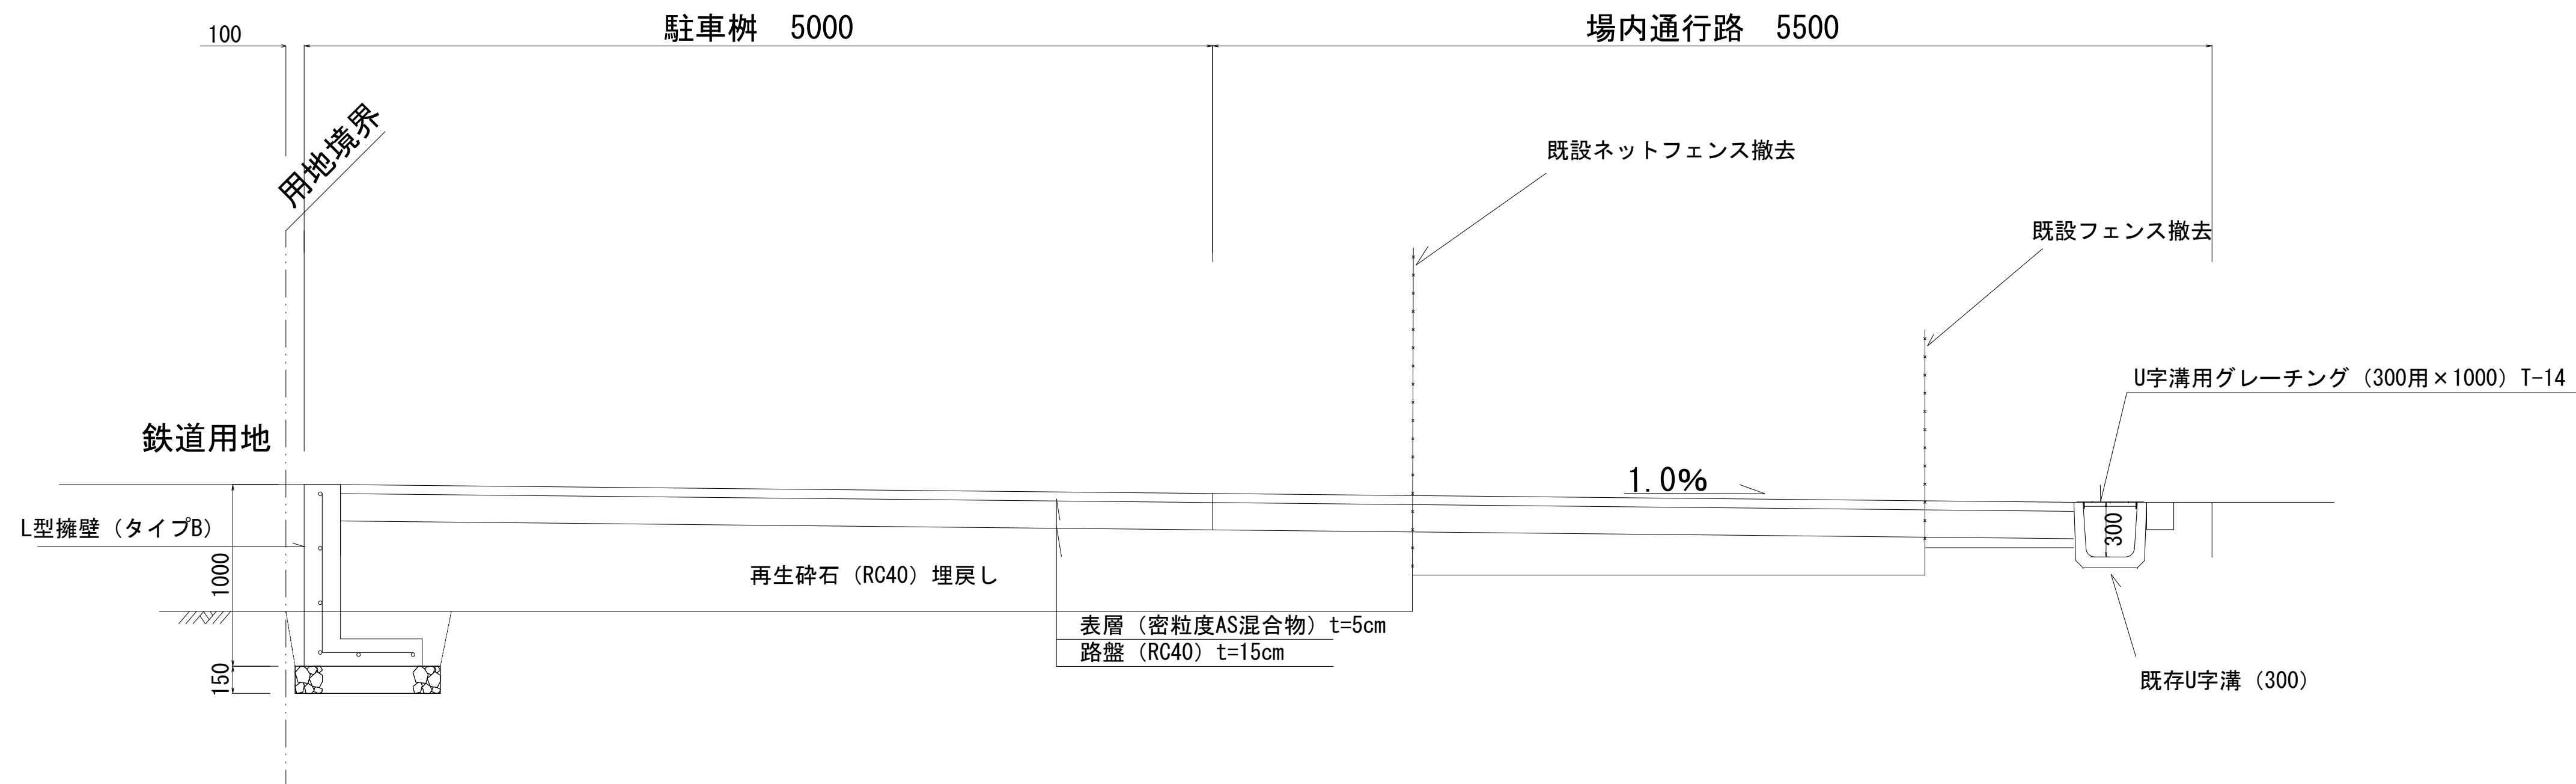 100
駐車桝 5000
場内通行路 5500
用地境界
既設ネットフェンス撤去
既設フェンス撤去
U字溝用グレーチング（300用×1000）T-14
鉄道用地
1.0%
L型擁壁（タイプB）
300
1000
再生砕石（RC40）埋戻し
表層（密粒度AS混合物）t=5cm
路盤（RC40）t=15cm
150
既存U字溝（300）